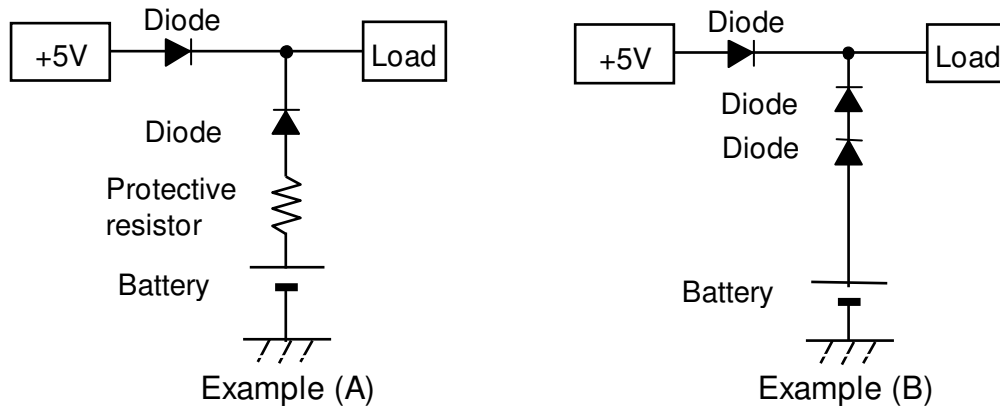 Diode
+5V
Load
Diode
Protective
resistor
Battery
Example (A)
Diode
+5V
Load
Diode
Diode
Battery
Example (B)